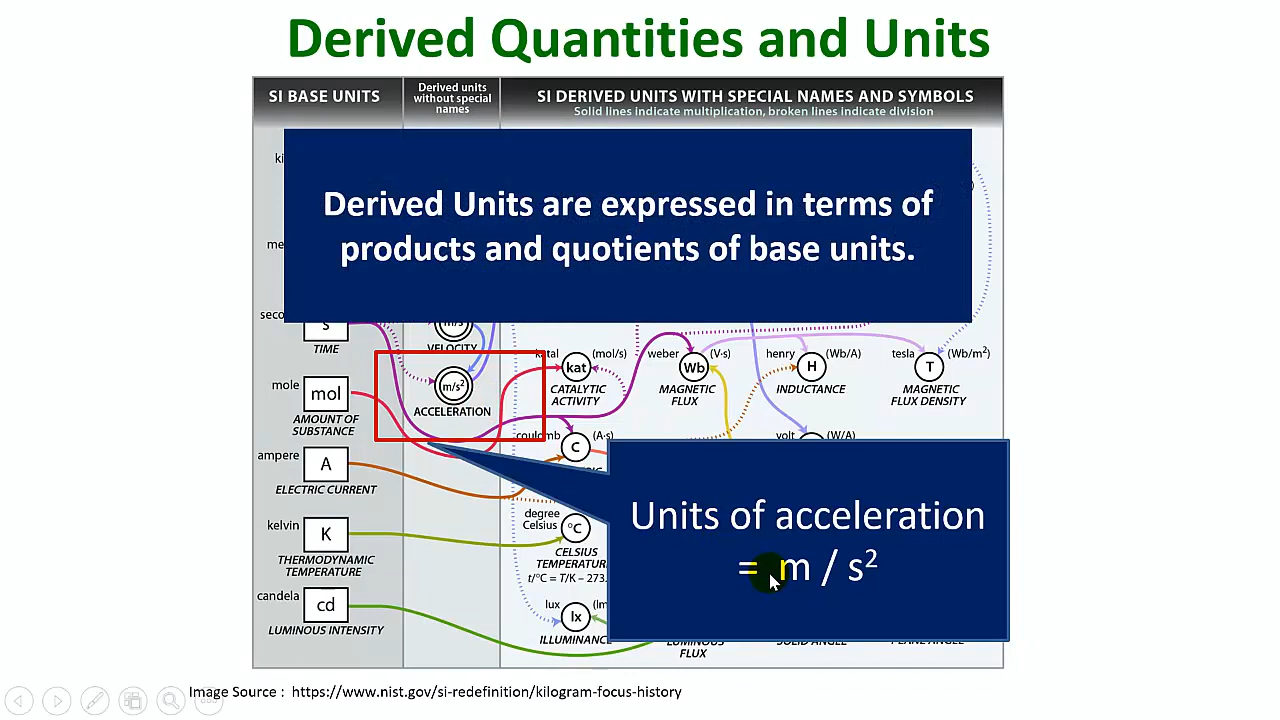 Derived Quantities and Units
SI BASE UNITS
Derived units
without special
names
SI DERIVED UNITS WITH SPECIAL NAMES AND SYMBOLS
Solid lines indicate multiplication, broken lines indicate division
Derived Units are expressed in terms of
products and quotients of base units.
s
TIME
m/s
VELOCITY
mole
mol
AMOUNT OF
SUBSTANCE
m/s²
ACCELERATION
katal
(mol/s)
kat
CATALYTIC
ACTIVITY
weber
(V·s)
Wb
MAGNETIC
FLUX
henry
(Wb/A)
H
INDUCTANCE
tesla
(Wb/m²)
T
MAGNETIC
FLUX DENSITY
ampere
A
ELECTRIC CURRENT
coulomb
(A·s)
C
volt
(W/A)
kelvin
K
THERMODYNAMIC
TEMPERATURE
degree
Celsius
°C
CELSIUS
TEMPERATURE
t/°C = T/K – 273.
candela
cd
LUMINOUS INTENSITY
lux
(lm
lx
ILLUMINANCE
LUMINOUS
FLUX
SOLID ANGLE
PLANE ANGLE
Units of acceleration
= m / s²
Image Source : https://www.nist.gov/si-redefinition/kilogram-focus-history